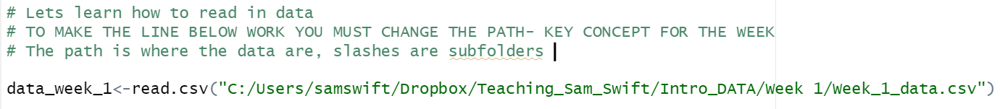 # Lets learn how to read in data
# TO MAKE THE LINE BELOW WORK YOU MUST CHANGE THE PATH- KEY CONCEPT FOR THE WEEK
# The path is where the data are, slashes are subfolders
data_week_1<-read.csv("C:/Users/samswift/Dropbox/Teaching_Sam_Swift/Intro_DATA/Week 1/Week_1_data.csv")